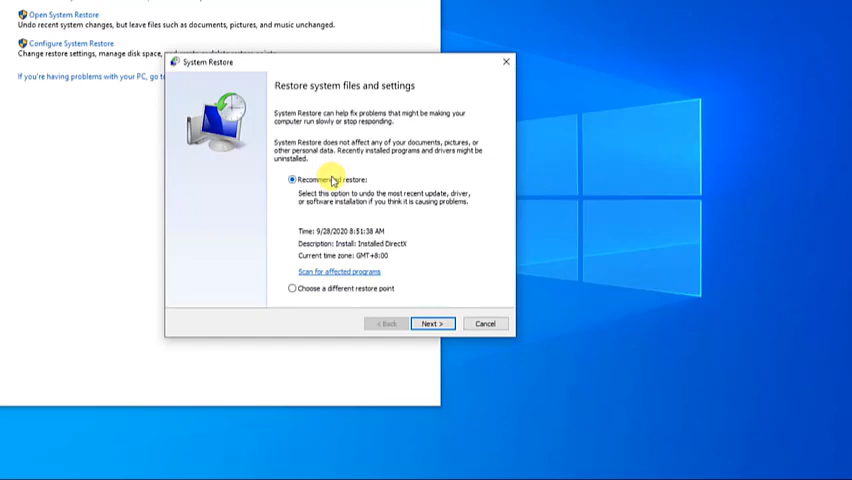 Open System Restore
Undo recent system changes, but leave files such as documents, pictures, and music unchanged.
Configure System Restore
Change restore settings, manage disk space,
If you're having problems with your PC, go to
System Restore
Restore system files and settings
System Restore can help fix problems that might be making your
computer run slowly or stop responding.
System Restore does not affect any of your documents, pictures, or
other personal data. Recently installed programs and drivers might be
uninstalled.
Recommended restore:
Select this option to undo the most recent update, driver,
or software installation if you think it is causing problems.
Time: 9/28/2020 8:51:38 AM
Description: Install: Installed DirectX
Current time zone: GMT+8:00
Scan for affected programs
Choose a different restore point
< Back
Next >
Cancel